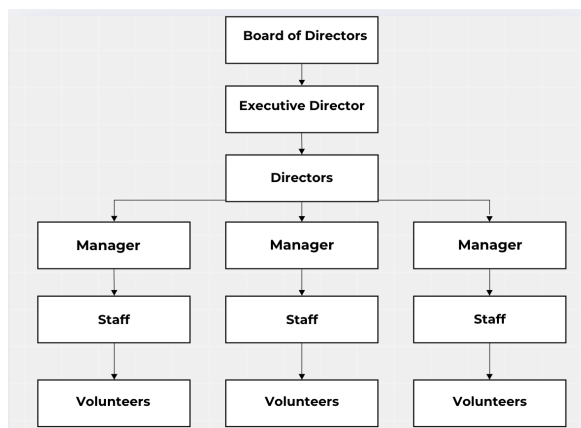 Board of Directors
Executive Director
Directors
Manager
Manager
Manager
Staff
Staff
Staff
Volunteers
Volunteers
Volunteers